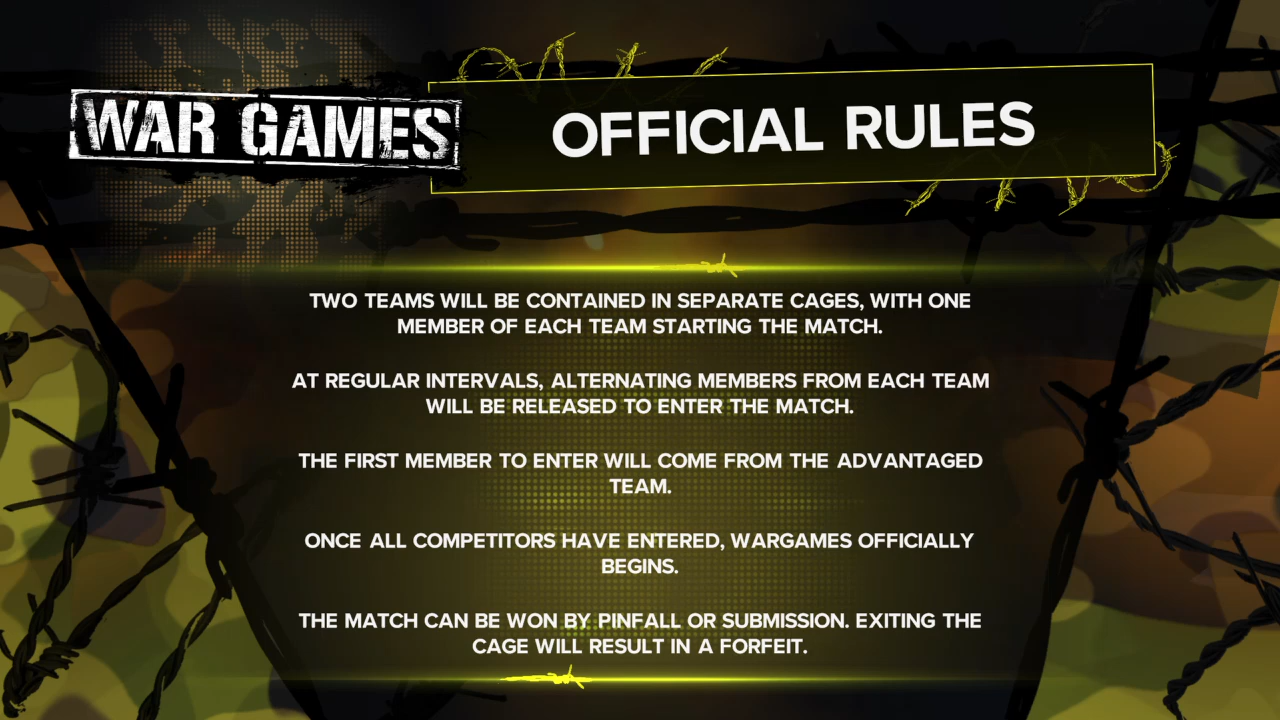 WAR GAMES
OFFICIAL RULES
TWO TEAMS WILL BE CONTAINED IN SEPARATE CAGES, WITH ONE
MEMBER OF EACH TEAM STARTING THE MATCH.
AT REGULAR INTERVALS, ALTERNATING MEMBERS FROM EACH TEAM
WILL BE RELEASED TO ENTER THE MATCH.
THE FIRST MEMBER TO ENTER WILL COME FROM THE ADVANTAGED
TEAM.
ONCE ALL COMPETITORS HAVE ENTERED, WARGAMES OFFICIALLY
BEGINS.
THE MATCH CAN BE WON BY PINFALL OR SUBMISSION. EXITING THE
CAGE WILL RESULT IN A FORFEIT.